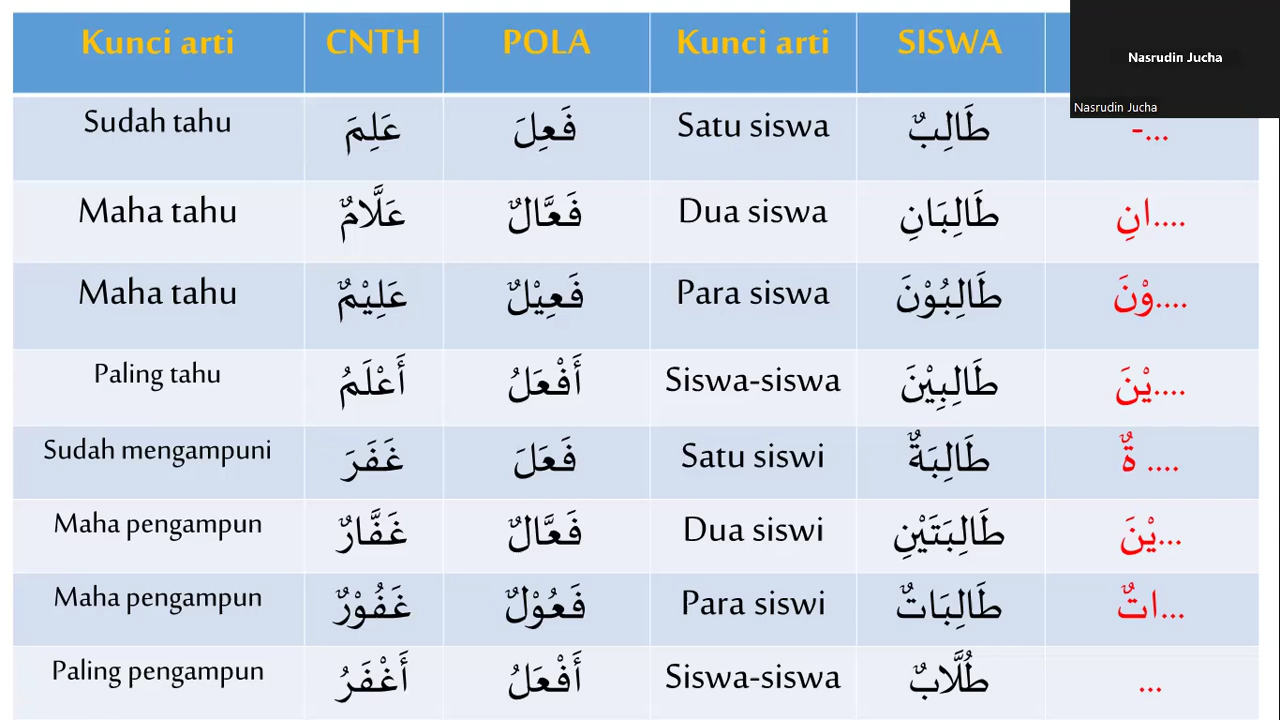 Kunci arti CNTH POLA Kunci arti SISWA
Nasrudin Jucha
Nasrudin Jucha
Sudah tahu عَلِمَ فَعِلَ Satu siswa طَالِبٌ -...
Maha tahu عَلَّامٌ فَعَّالٌ Dua siswa طَالِبَانِ ....انِ
Maha tahu عَلِيْمٌ فَعِيْلٌ Para siswa طَالِبُوْنَ ....وْنَ
Paling tahu أَعْلَمُ أَفْعَلُ Siswa-siswa طَالِبِيْنَ ....يْنَ
Sudah mengampuni غَفَرَ فَعَلَ Satu siswi طَالِبَةٌ .... ةٌ
Maha pengampun غَفَّارٌ فَعَّالٌ Dua siswi طَالِبَتَيْنِ ...يْنَ
Maha pengampun غَفُوْرٌ فَعُوْلٌ Para siswi طَالِبَاتٌ ...اتٌ
Paling pengampun أَغْفَرُ أَفْعَلُ Siswa-siswa طُلَّابٌ ...